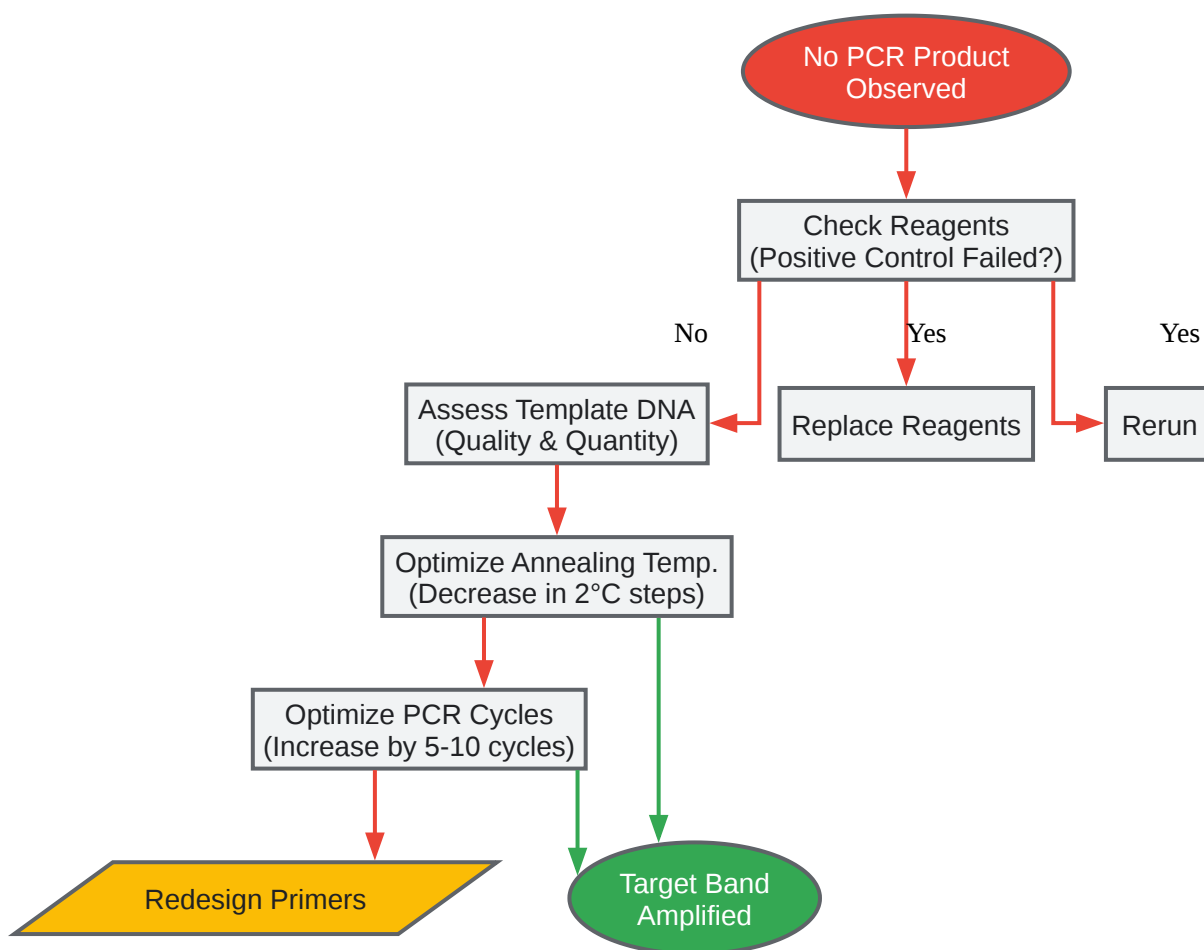 No PCR Product
Observed
Check Reagents
(Positive Control Failed?)
No
Yes
Yes
Assess Template DNA
(Quality & Quantity)
Replace Reagents
Rerun
Optimize Annealing Temp.
(Decrease in 2°C steps)
Optimize PCR Cycles
(Increase by 5-10 cycles)
Redesign Primers
Target Band
Amplified